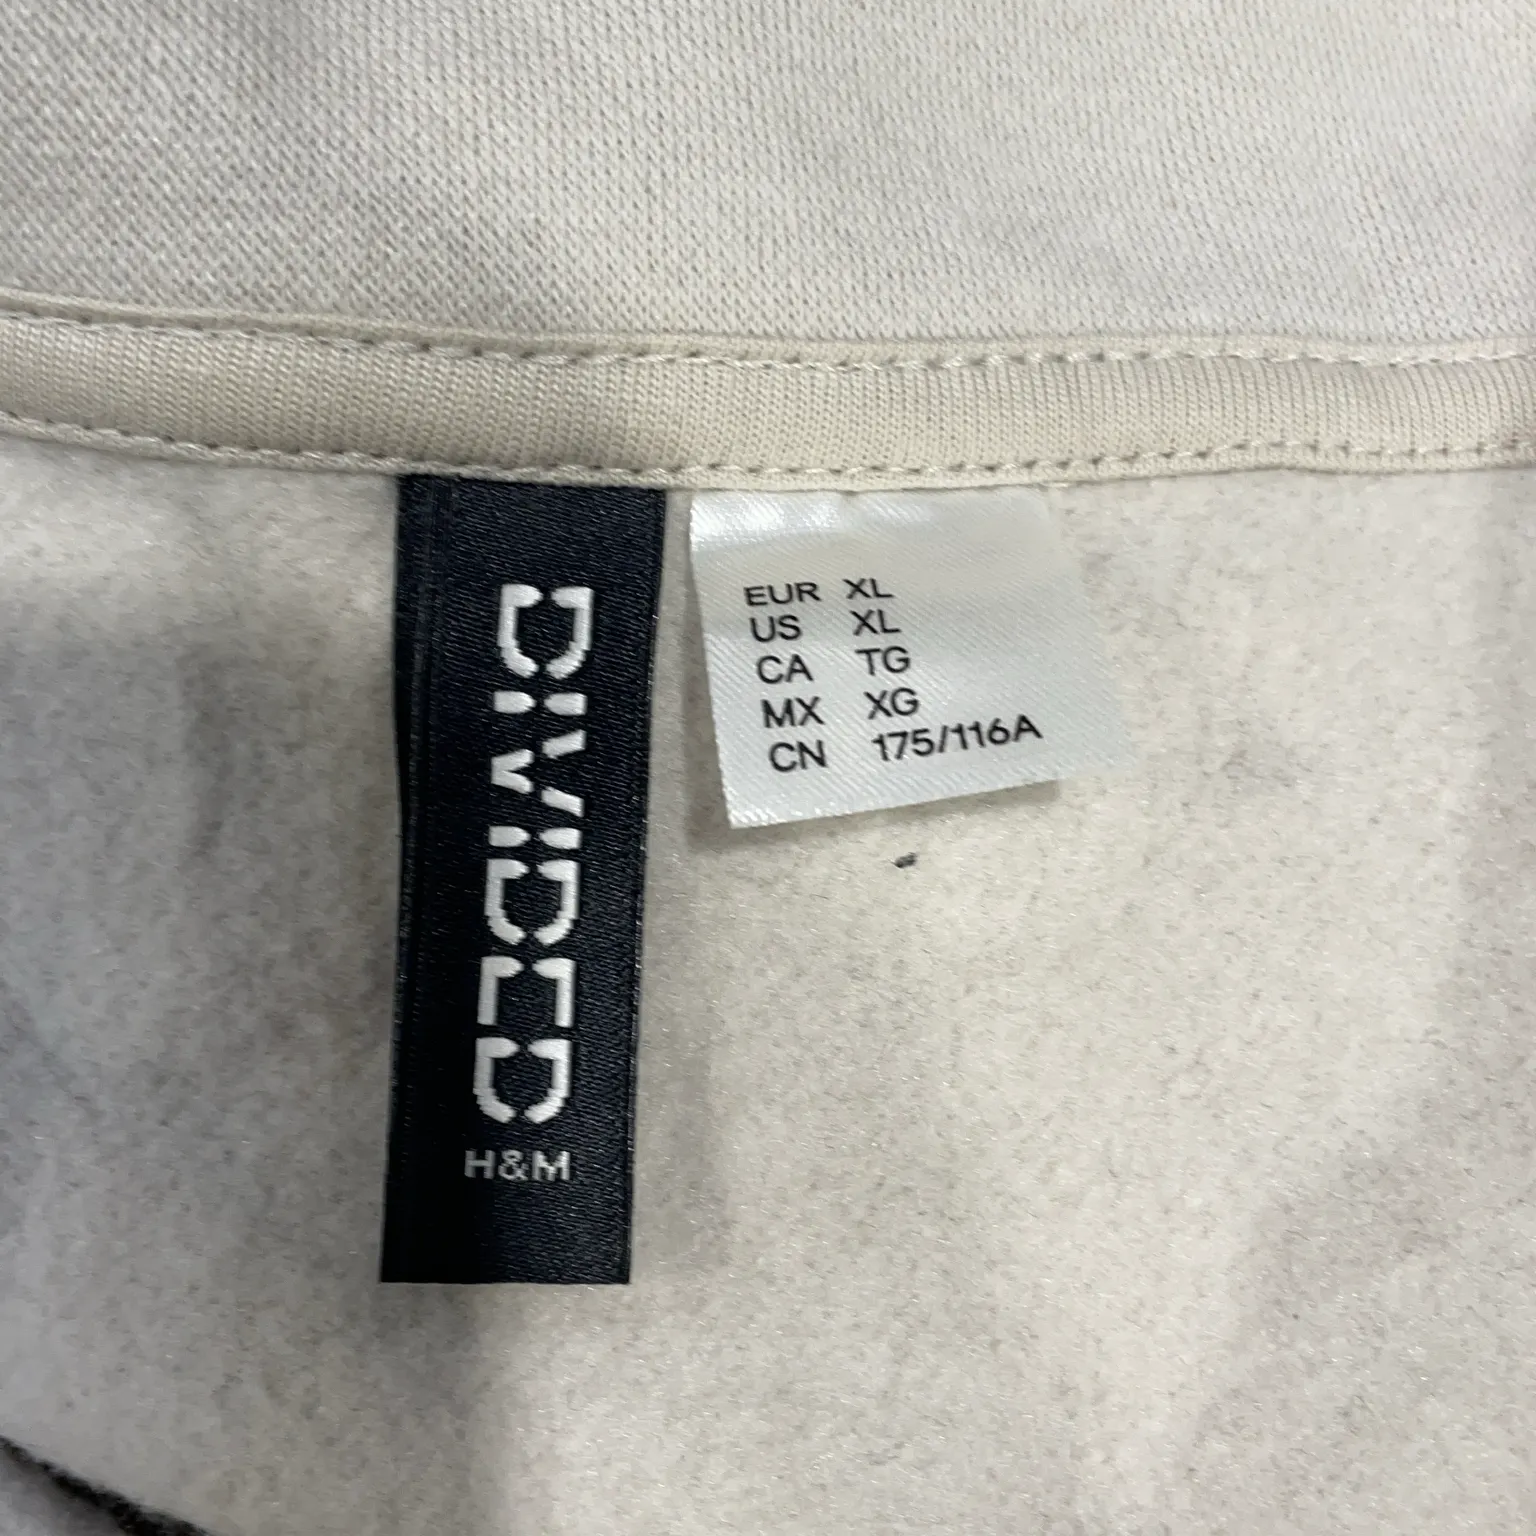 DIVIDED
H&M
EUR XL
US XL
CA TG
MX XG
CN 175/116A